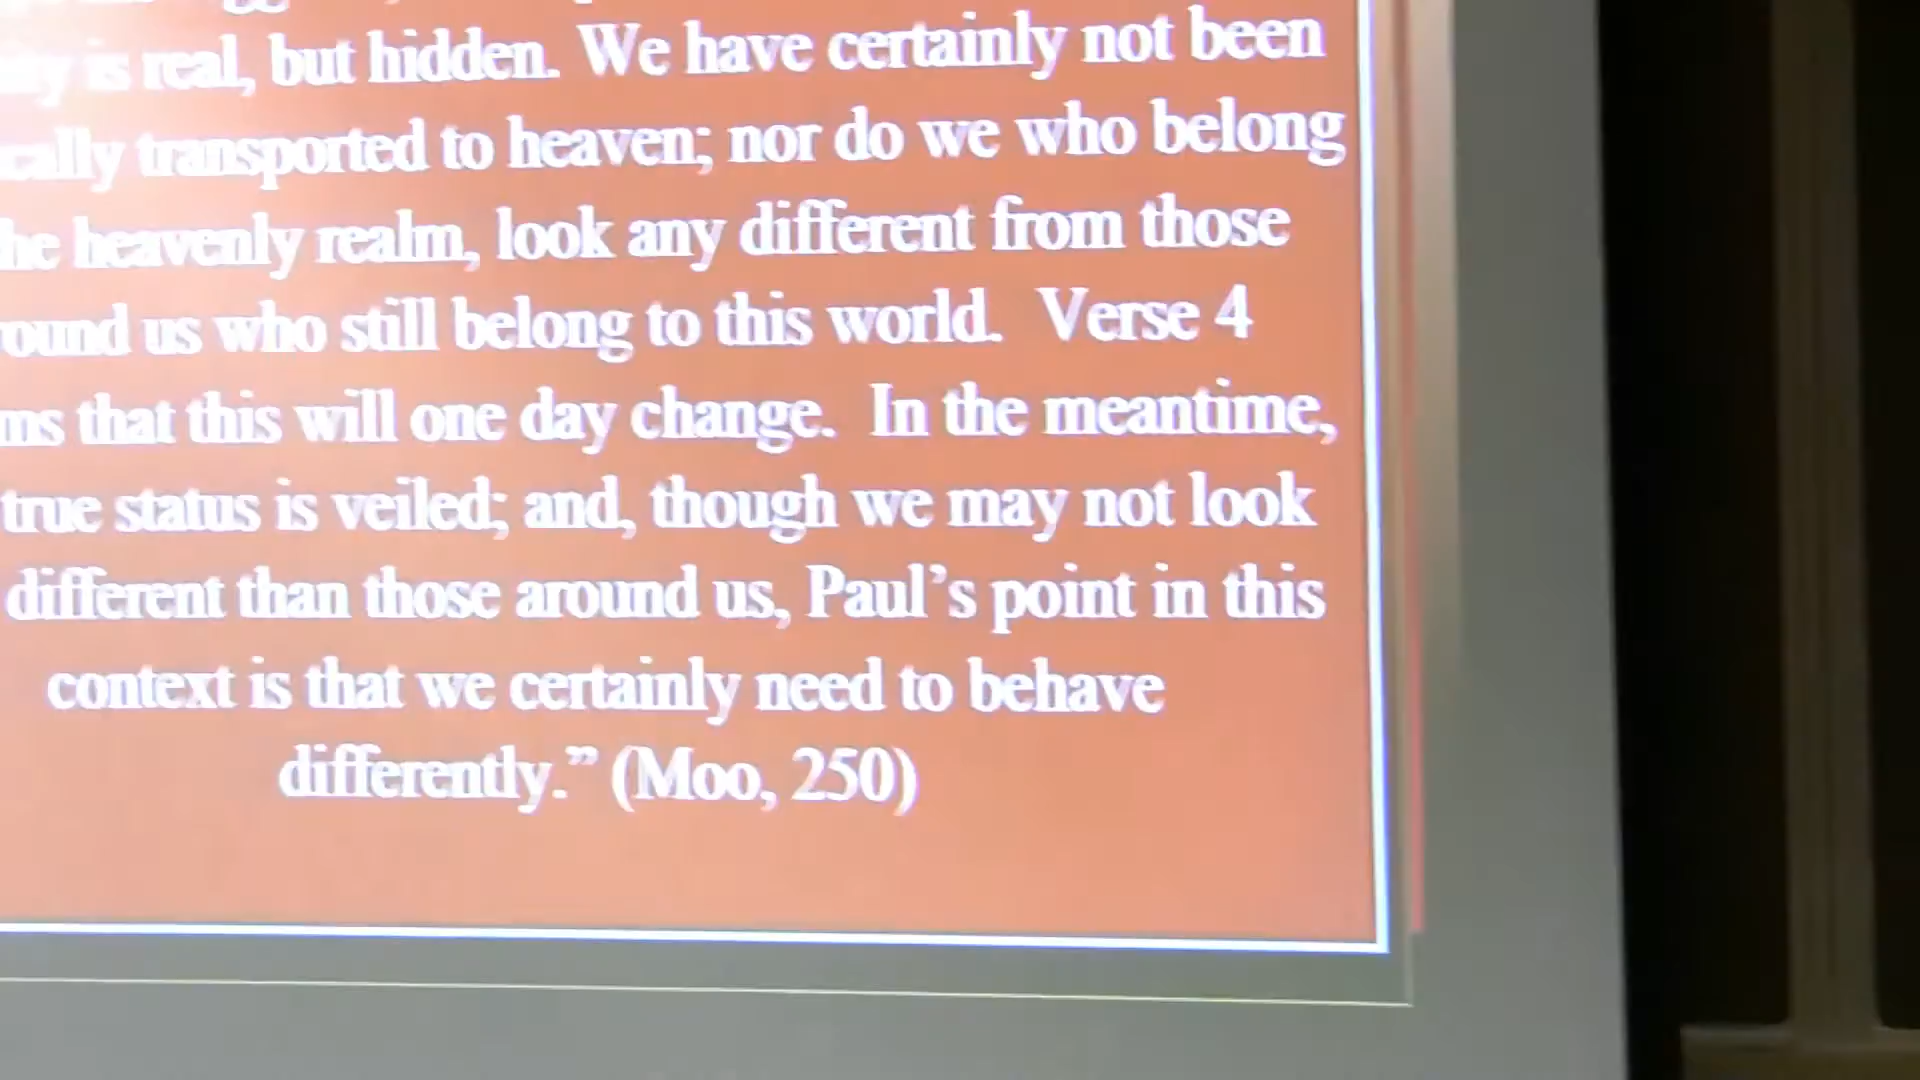 is real, but hidden. We have certainly not been
transported to heaven; nor do we who belong
heavenly realm, look any different from those
us who still belong to this world. Verse 4
that this will one day change. In the meantime,
true status is veiled; and, though we may not look
different than those around us, Paul’s point in this
context is that we certainly need to behave
differently.” (Moo, 250)